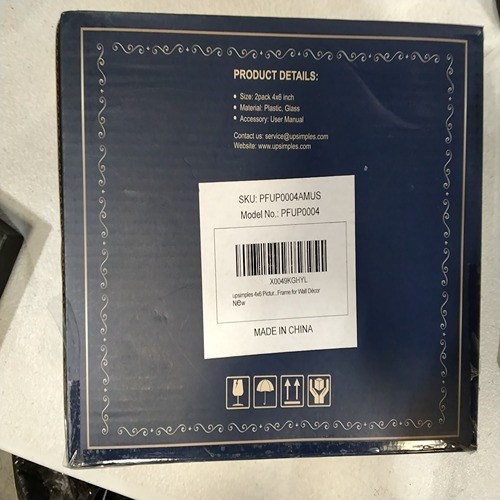 PRODUCT DETAILS:
• Size: 2pack 4x6 inch
• Material: Plastic, Glass
• Accessory: User Manual
Contact us: service@upsimples.com
Website: www.upsimples.com
SKU: PFUP0004AMUS
Model No.: PFUP0004
X0049KGHYL
upsimples 4x6 Pictur...Frame for Wall Décor
New
MADE IN CHINA